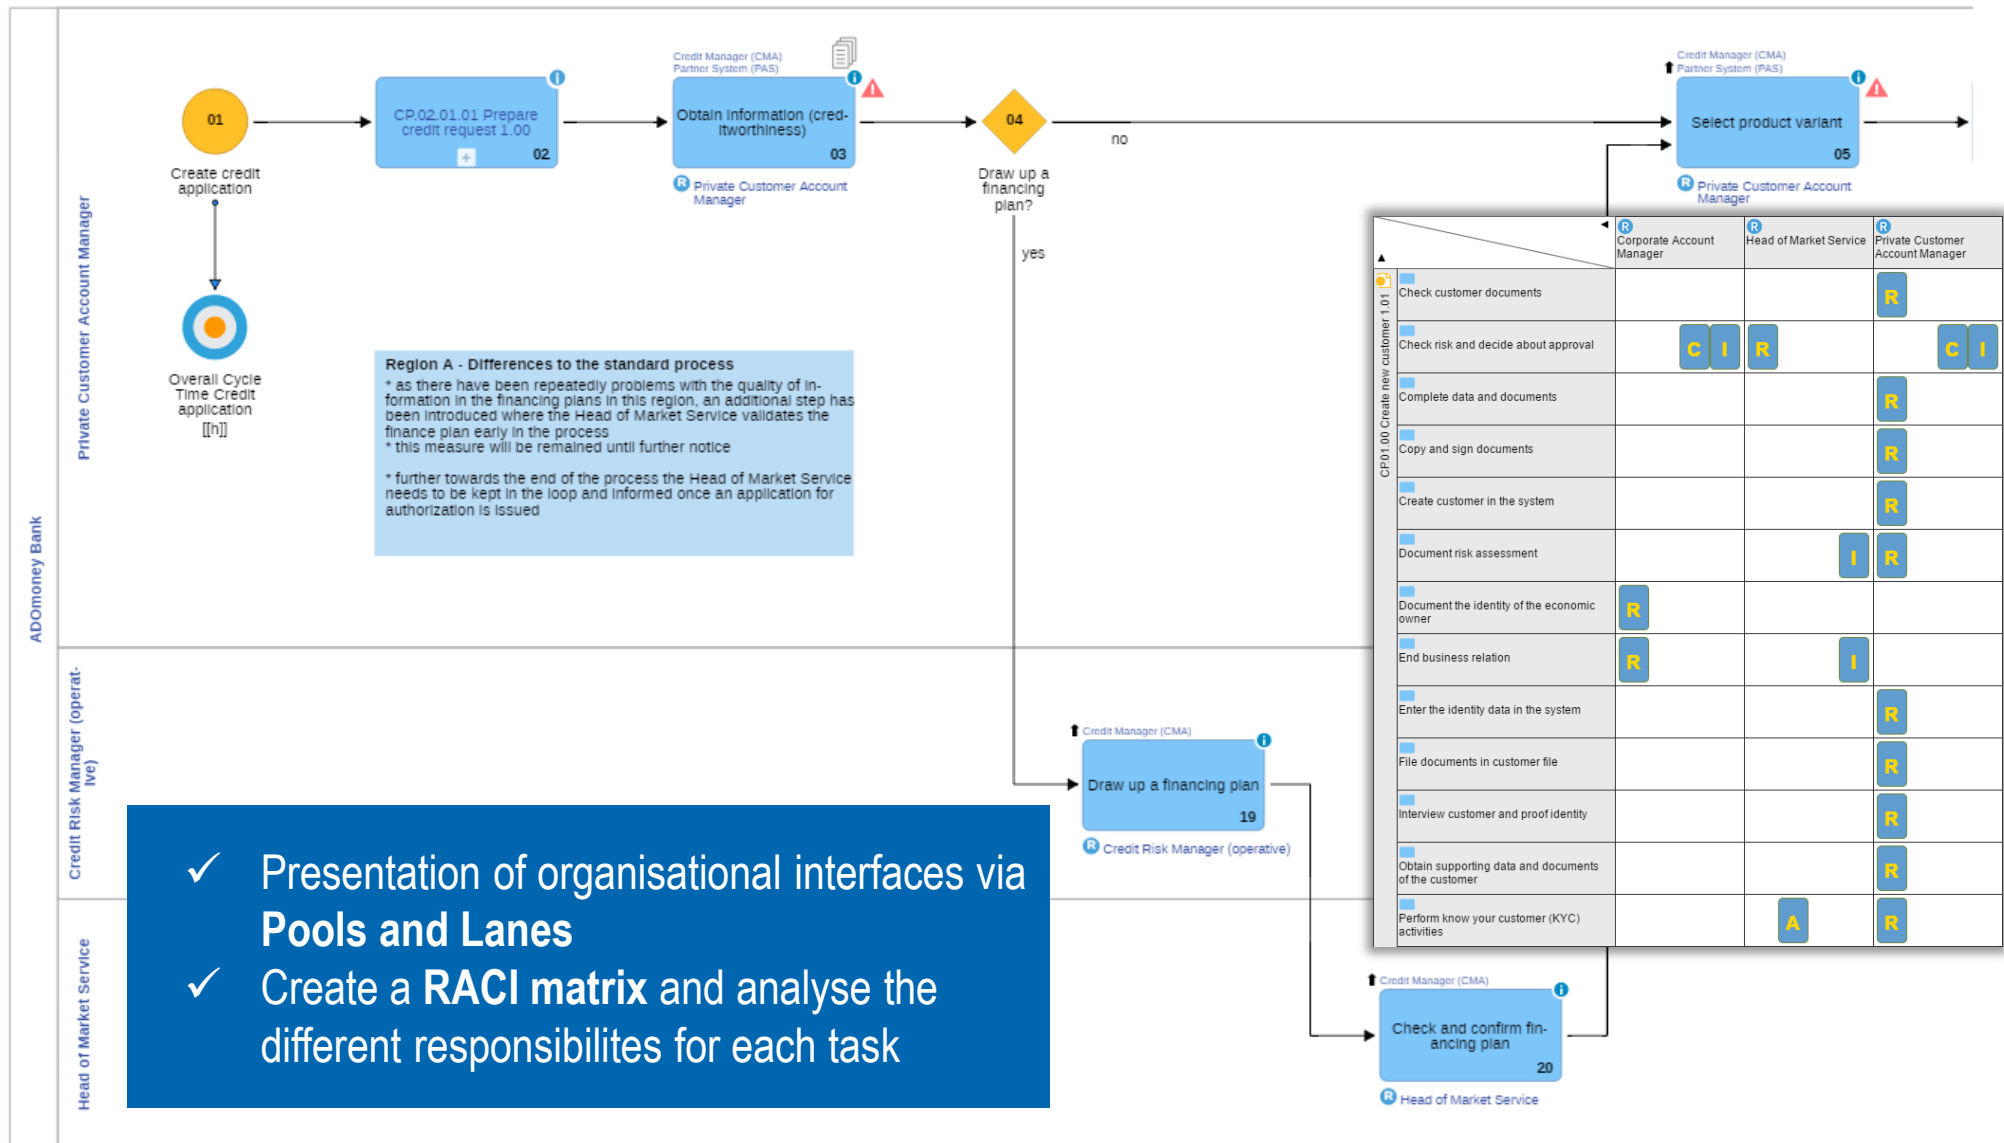 ADOmoney Bank
Private Customer Account Manager
01
Create credit
application
Overall Cycle
Time Credit
application
[[h]]
CP.02.01.01 Prepare
credit request 1.00
02
Credit Manager (CMA)
Partner System (PAS)
Obtain information (cred-
itworthiness)
03
Private Customer Account
Manager
04
Draw up a
financing
plan?
no
yes
Credit Manager (CMA)
Partner System (PAS)
Select product variant
05
Private Customer Account
Manager
Region A - Differences to the standard process
* as there have been repeatedly problems with the quality of in-
formation in the financing plans in this region, an additional step has
been introduced where the Head of Market Service validates the
finance plan early in the process
* this measure will be remained until further notice
* further towards the end of the process the Head of Market Service
needs to be kept in the loop and informed once an application for
authorization is issued
R
Corporate Account
Manager
R
Head of Market Service
R
Private Customer
Account Manager
CP.01.00 Create new customer 1.01
Check customer documents
R
Check risk and decide about approval
C I R C I
Complete data and documents
R
Copy and sign documents
R
Create customer in the system
R
Document risk assessment
I R
Document the identity of the economic
owner
R
End business relation
R I
Enter the identity data in the system
R
File documents in customer file
R
Interview customer and proof identity
R
Obtain supporting data and documents
of the customer
R
Perform know your customer (KYC)
activities
A R
Credit Risk Manager (operat-
ive)
Credit Manager (CMA)
Draw up a financing plan
19
R Credit Risk Manager (operative)
Head of Market Service
Credit Manager (CMA)
Check and confirm fin-
ancing plan
20
R Head of Market Service
✓ Presentation of organisational interfaces via
Pools and Lanes
✓ Create a RACI matrix and analyse the
different responsibilites for each task